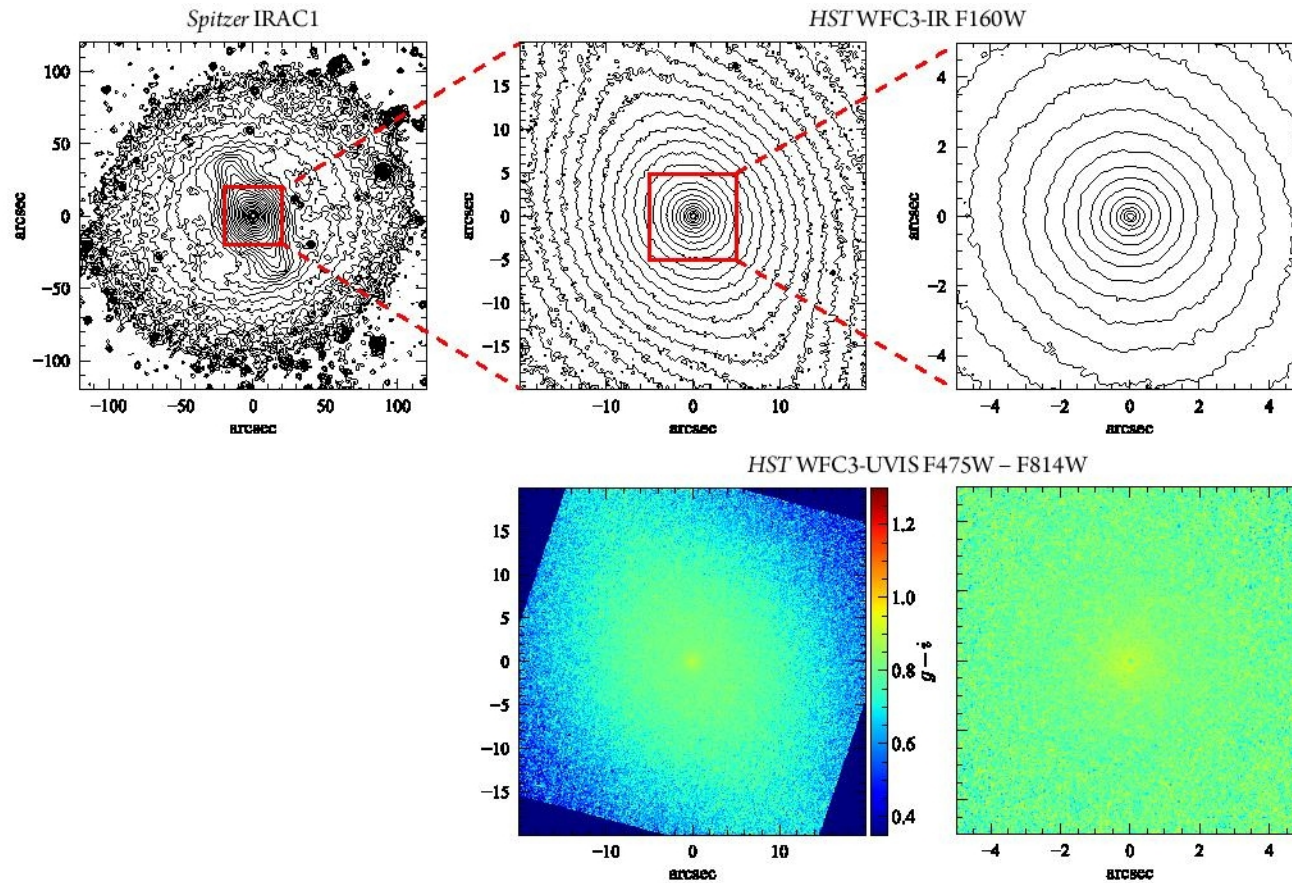 Spitzer IRAC1
HST WFC3-IR F160W
100
50
0
−50
−100
arcsec
−100 −50 0 50 100
arcsec
15
10
5
0
−5
−10
−15
arcsec
−10 0 10
arcsec
4
2
0
−2
−4
arcsec
−4 −2 0 2 4
arcsec
HST WFC3-UVIS F475W – F814W
15
10
5
0
−5
−10
−15
arcsec
−10 0 10
arcsec
1.2
1.0
0.8
0.6
0.4
g−i
−4 −2 0 2 4
arcsec